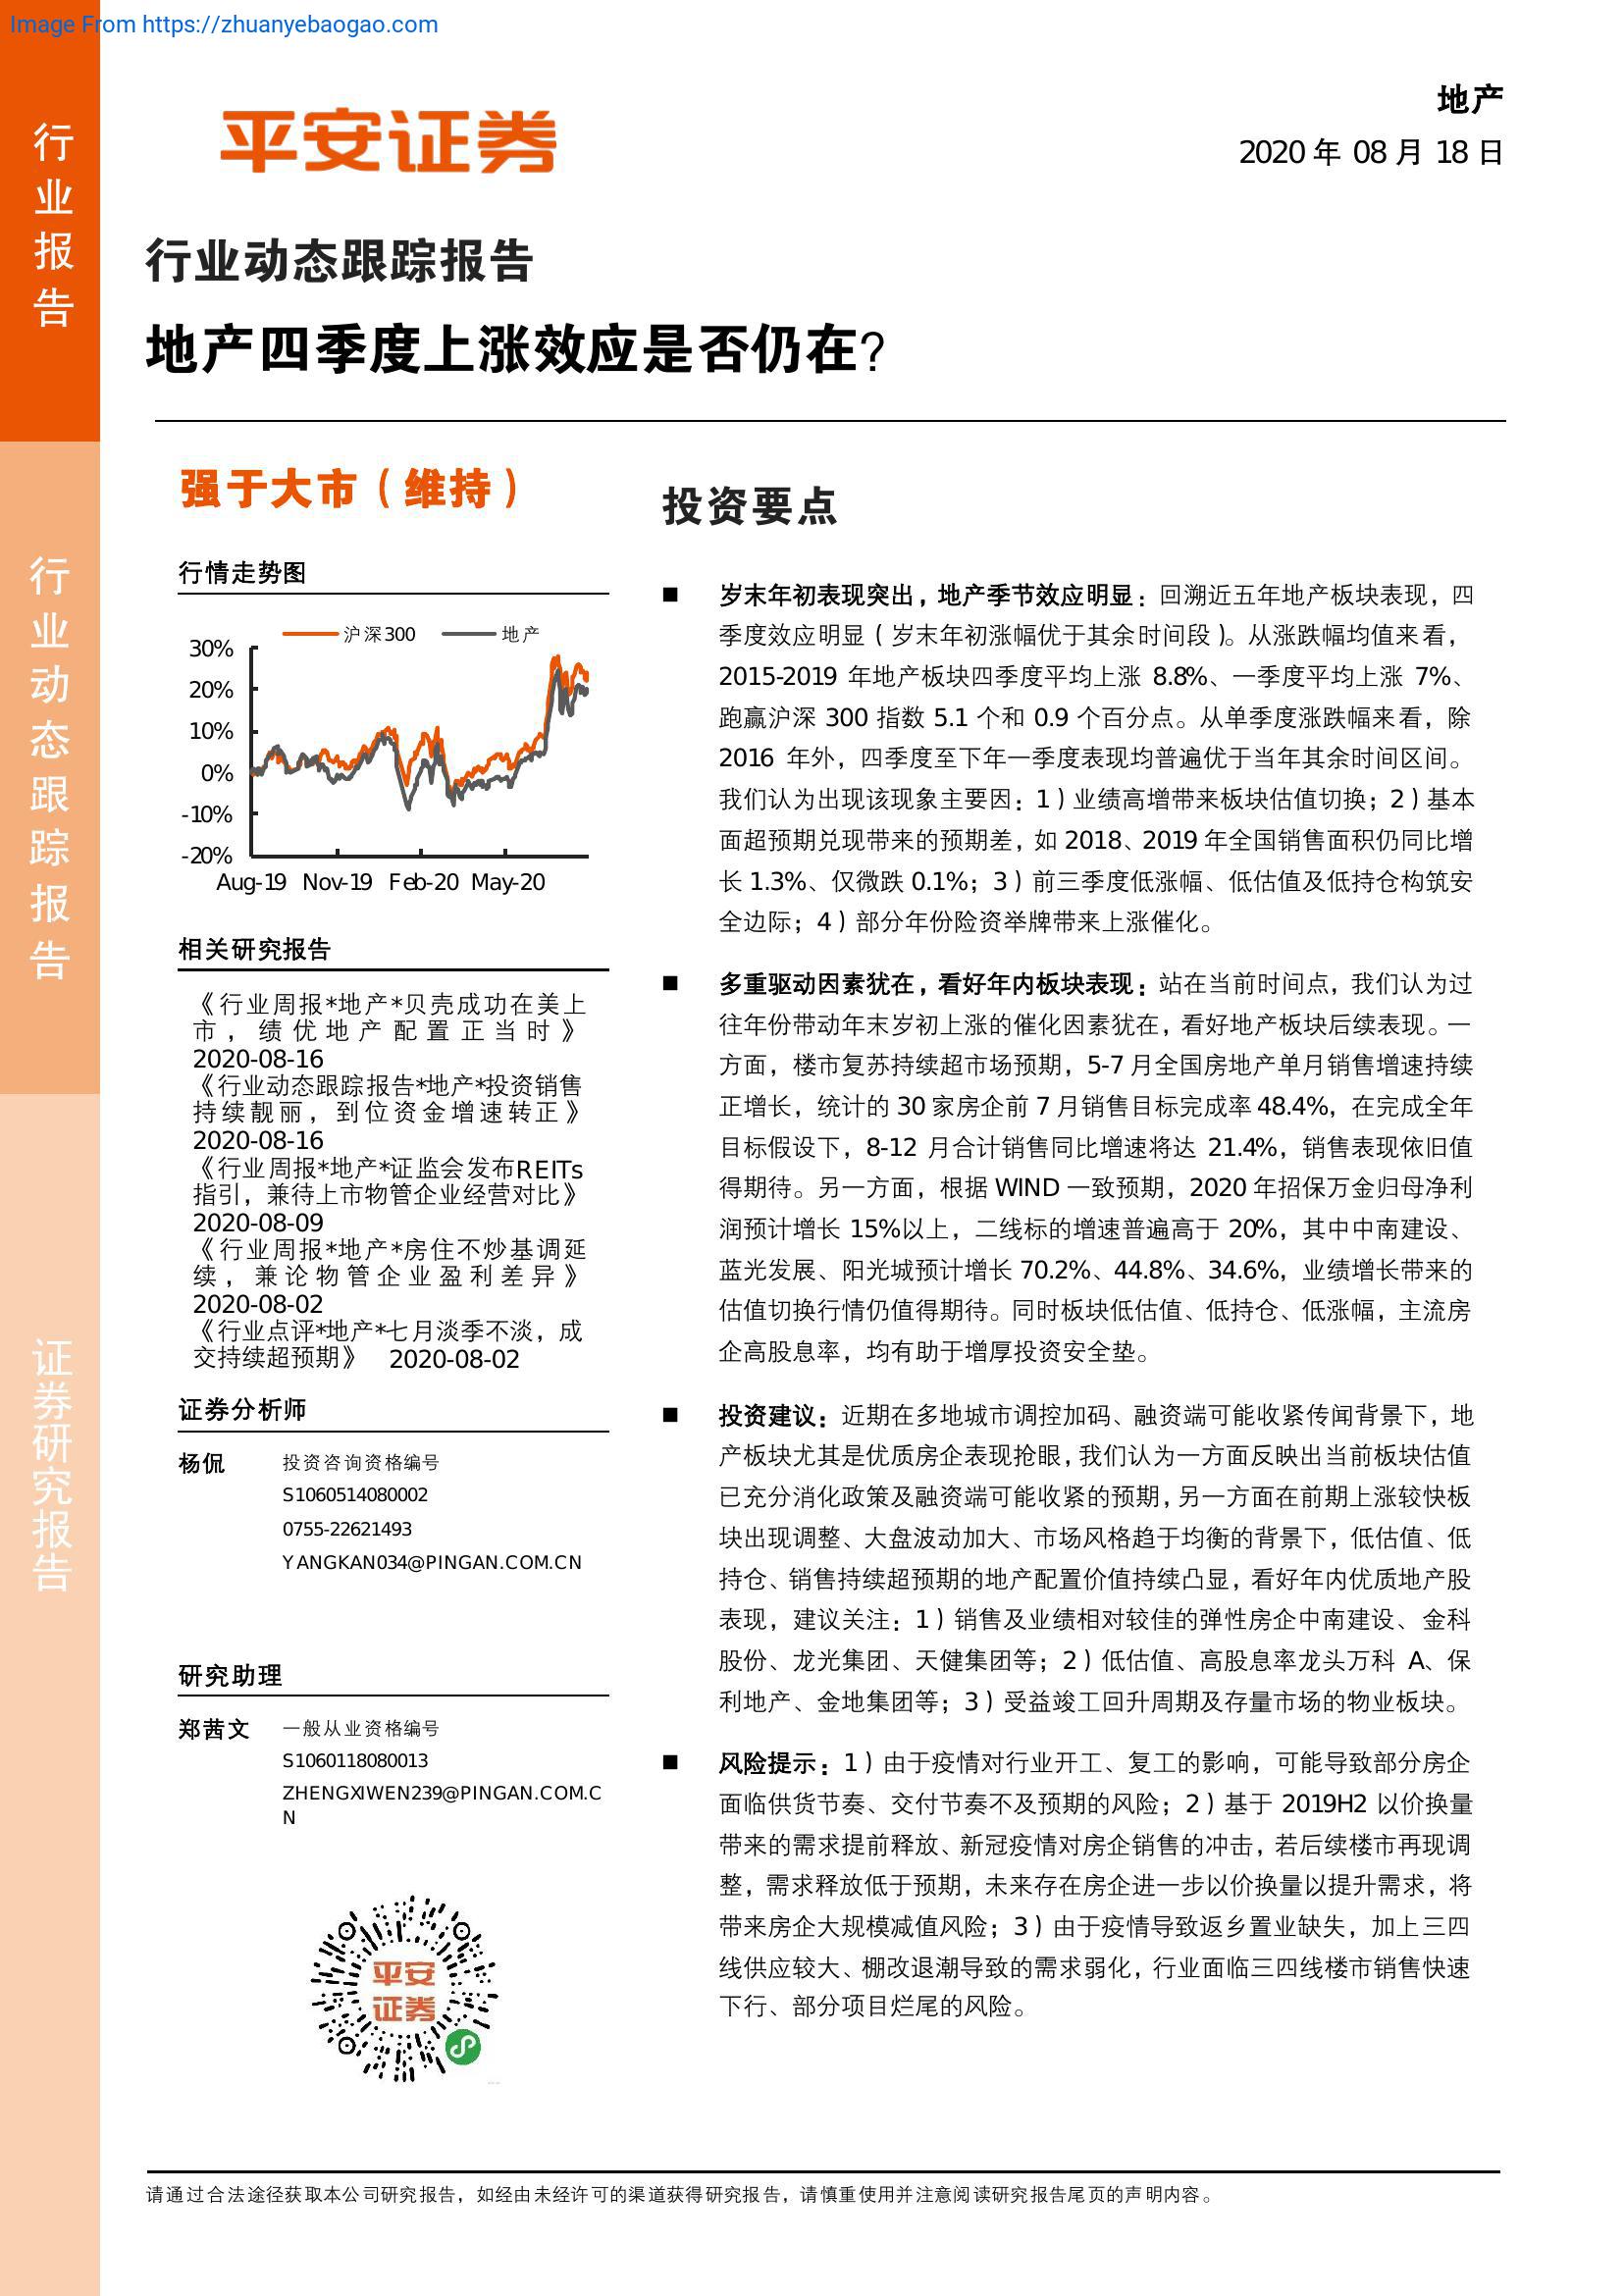 Image From https://zhuanyebaogao.com
行业报告
行业动态跟踪报告
证券研究报告
平安证券
地产
2020 年 08 月 18 日
行业动态跟踪报告
地产四季度上涨效应是否仍在?
强于大市（维持）
行情走势图
沪深300 地产
30%
20%
10%
0%
-10%
-20%
Aug-19 Nov-19 Feb-20 May-20
相关研究报告
《行业周报*地产*贝壳成功在美上
市，绩优地产配置正当时》
2020-08-16
《行业动态跟踪报告*地产*投资销售
持续靓丽，到位资金增速转正》
2020-08-16
《行业周报*地产*证监会发布REITs
指引，兼待上市物管企业经营对比》
2020-08-09
《行业周报*地产*房住不炒基调延
续，兼论物管企业盈利差异》
2020-08-02
《行业点评*地产*七月淡季不淡，成
交持续超预期》 2020-08-02
证券分析师
杨侃 投资咨询资格编号
S1060514080002
0755-22621493
YANGKAN034@PINGAN.COM.CN
研究助理
郑茜文 一般从业资格编号
S1060118080013
ZHENGXIWEN239@PINGAN.COM.C
N
平安
证券
投资要点
■ 岁末年初表现突出，地产季节效应明显：回溯近五年地产板块表现，四
季度效应明显（岁末年初涨幅优于其余时间段）。从涨跌幅均值来看，
2015-2019 年地产板块四季度平均上涨 8.8%、一季度平均上涨 7%、
跑赢沪深 300 指数 5.1 个和 0.9 个百分点。从单季度涨跌幅来看，除
2016 年外，四季度至下年一季度表现均普遍优于当年其余时间区间。
我们认为出现该现象主要因：1）业绩高增带来板块估值切换；2）基本
面超预期兑现带来的预期差，如 2018、2019 年全国销售面积仍同比增
长 1.3%、仅微跌 0.1%；3）前三季度低涨幅、低估值及低持仓构筑安
全边际；4）部分年份险资举牌带来上涨催化。
■ 多重驱动因素犹在，看好年内板块表现：站在当前时间点，我们认为过
往年份带动年末岁初上涨的催化因素犹在，看好地产板块后续表现。一
方面，楼市复苏持续超市场预期，5-7 月全国房地产单月销售增速持续
正增长，统计的 30 家房企前 7 月销售目标完成率 48.4%，在完成全年
目标假设下，8-12 月合计销售同比增速将达 21.4%，销售表现依旧值
得期待。另一方面，根据 WIND 一致预期，2020 年招保万金归母净利
润预计增长 15%以上，二线标的增速普遍高于 20%，其中中南建设、
蓝光发展、阳光城预计增长 70.2%、44.8%、34.6%，业绩增长带来的
估值切换行情仍值得期待。同时板块低估值、低持仓、低涨幅，主流房
企高股息率，均有助于增厚投资安全垫。
■ 投资建议：近期在多地城市调控加码、融资端可能收紧传闻背景下，地
产板块尤其是优质房企表现抢眼，我们认为一方面反映出当前板块估值
已充分消化政策及融资端可能收紧的预期，另一方面在前期上涨较快板
块出现调整、大盘波动加大、市场风格趋于均衡的背景下，低估值、低
持仓、销售持续超预期的地产配置价值持续凸显，看好年内优质地产股
表现，建议关注：1）销售及业绩相对较佳的弹性房企中南建设、金科
股份、龙光集团、天健集团等；2）低估值、高股息率龙头万科 A、保
利地产、金地集团等；3）受益竣工回升周期及存量市场的物业板块。
■ 风险提示：1）由于疫情对行业开工、复工的影响，可能导致部分房企
面临供货节奏、交付节奏不及预期的风险；2）基于 2019H2 以价换量
带来的需求提前释放、新冠疫情对房企销售的冲击，若后续楼市再现调
整，需求释放低于预期，未来存在房企进一步以价换量以提升需求，将
带来房企大规模减值风险；3）由于疫情导致返乡置业缺失，加上三四
线供应较大、棚改退潮导致的需求弱化，行业面临三四线楼市销售快速
下行、部分项目烂尾的风险。
请通过合法途径获取本公司研究报告，如经由未经许可的渠道获得研究报告，请慎重使用并注意阅读研究报告尾页的声明内容。